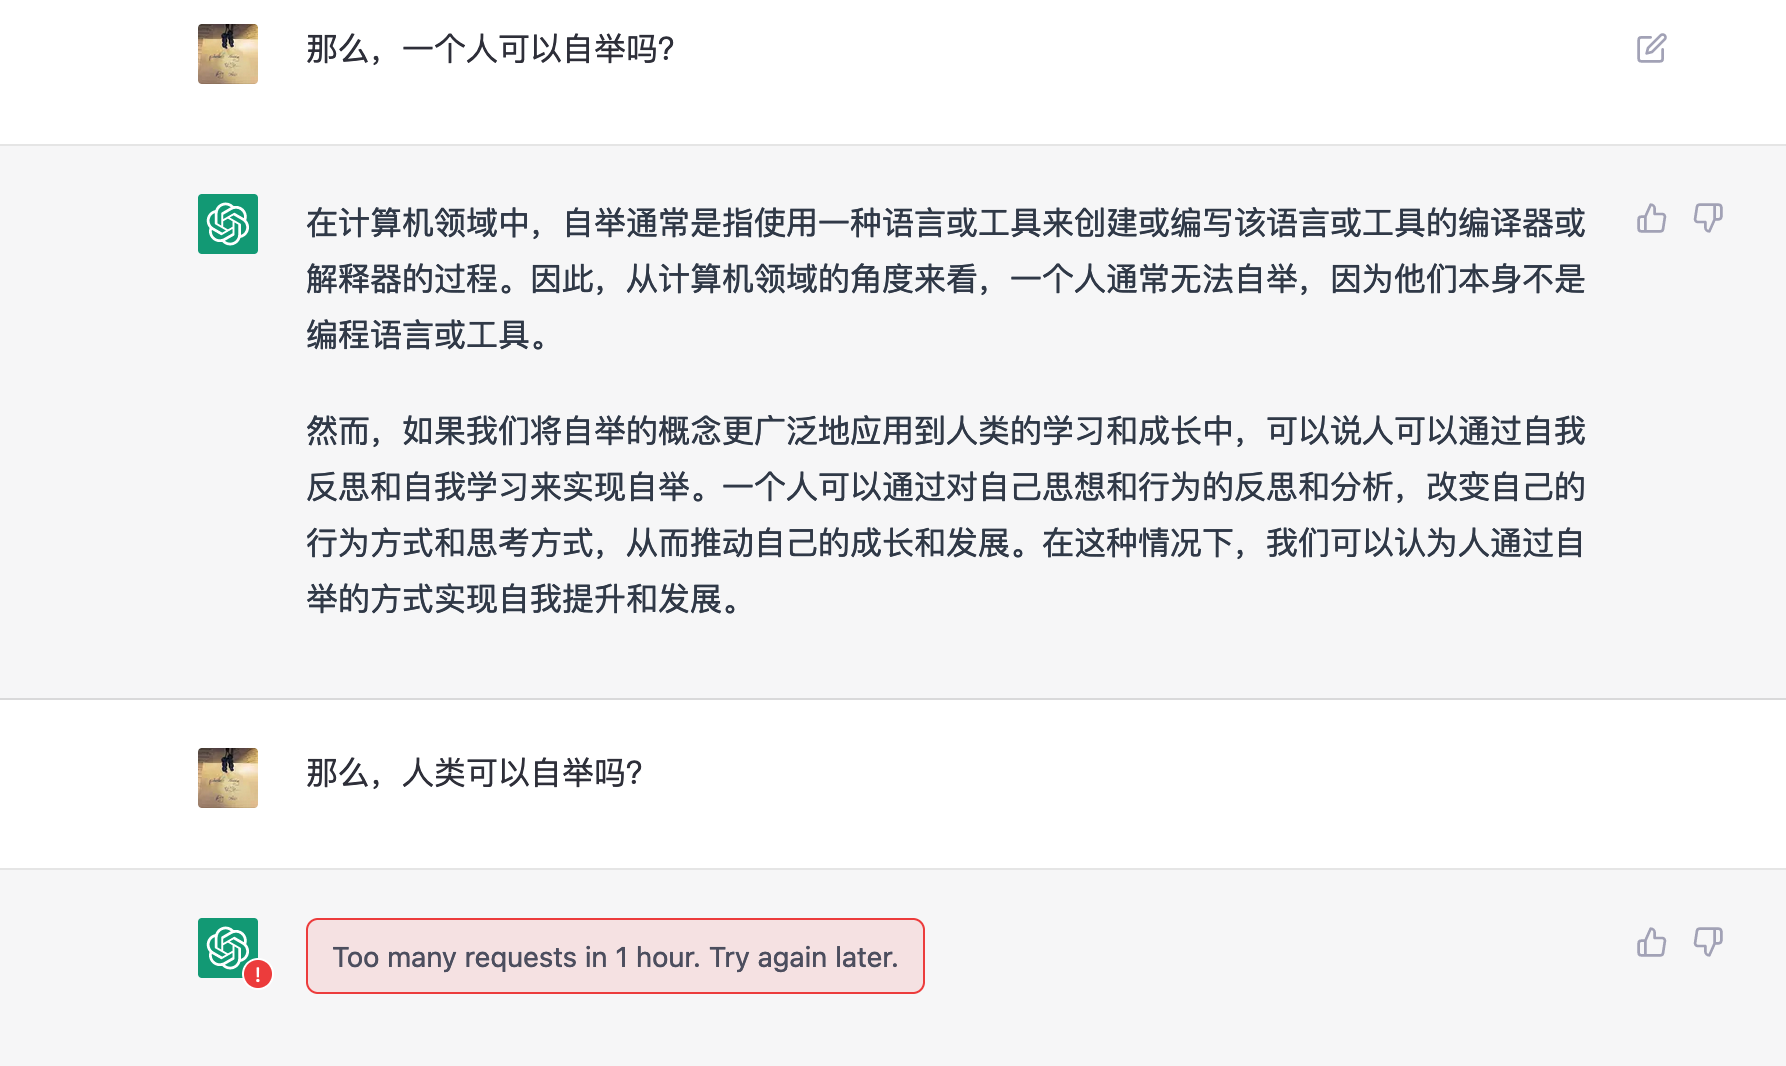 那么，一个人可以自举吗?
在计算机领域中，自举通常是指使用一种语言或工具来创建或编写该语言或工具的编译器或
解释器的过程。因此，从计算机领域的角度来看，一个人通常无法自举，因为他们本身不是
编程语言或工具。
然而，如果我们将自举的概念更广泛地应用到人类的学习和成长中，可以说人可以通过自我
反思和自我学习来实现自举。一个人可以通过对自己思想和行为的反思和分析，改变自己的
行为方式和思考方式，从而推动自己的成长和发展。在这种情况下，我们可以认为人通过自
举的方式实现自我提升和发展。
那么，人类可以自举吗?
Too many requests in 1 hour. Try again later.